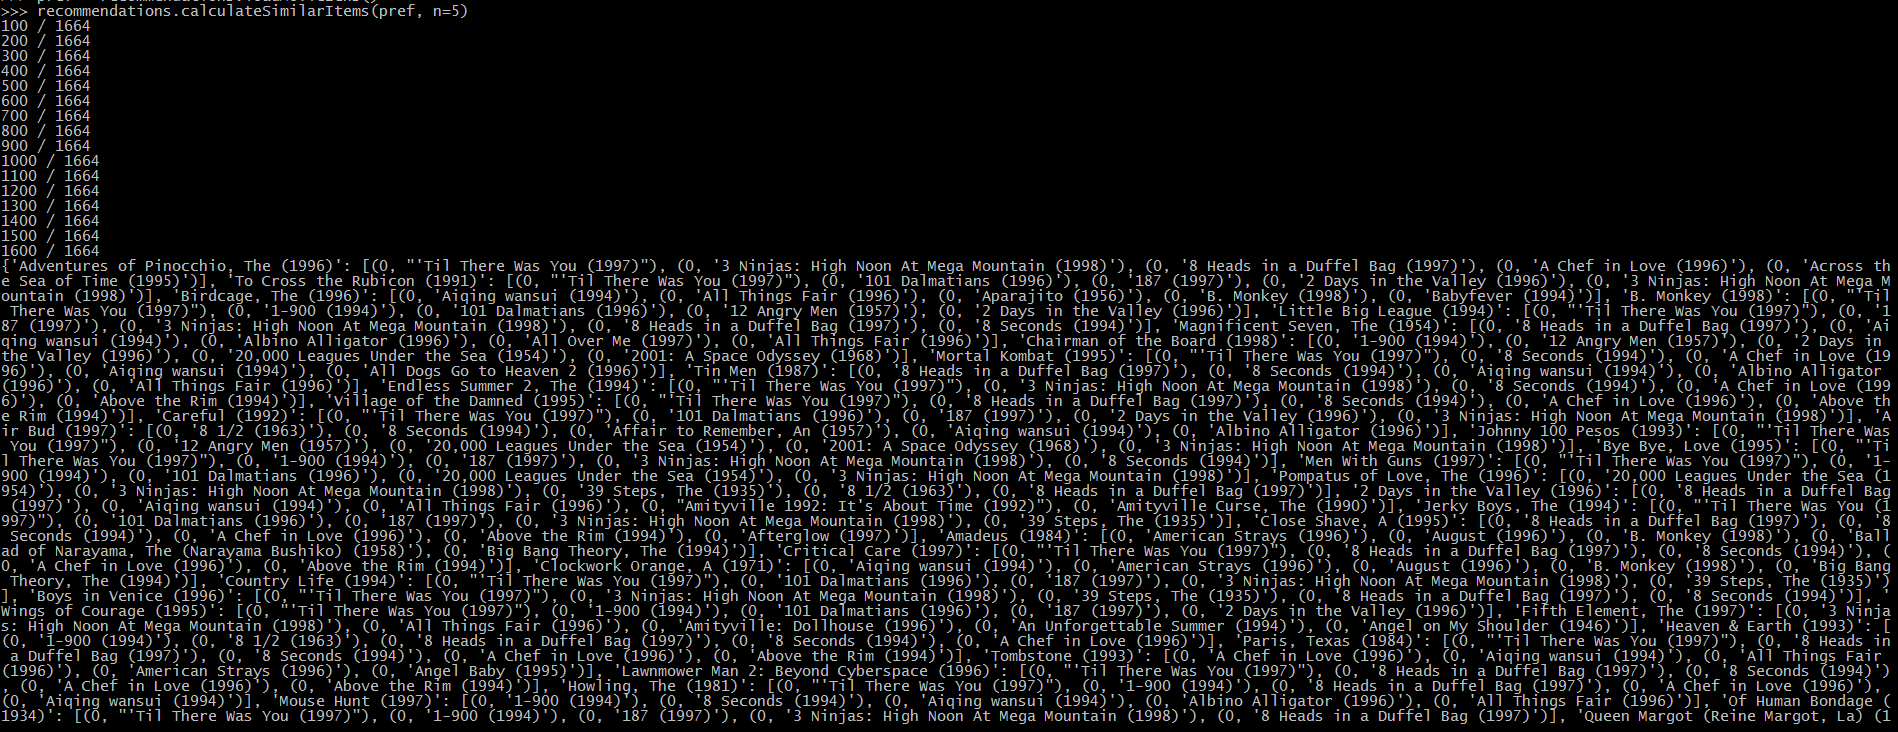 >>> recommendations.calculateSimilarItems(pref, n=5)
100 / 1664
200 / 1664
300 / 1664
400 / 1664
500 / 1664
600 / 1664
700 / 1664
800 / 1664
900 / 1664
1000 / 1664
1100 / 1664
1200 / 1664
1300 / 1664
1400 / 1664
1500 / 1664
1600 / 1664
{'Adventures of Pinocchio, The (1996)': [(0, "'Til There Was You (1997)"), (0, '3 Ninjas: High Noon At Mega Mountain (1998)'), (0, '8 Heads in a Duffel Bag (1997)'), (0, 'A Chef in Love (1996)'), (0, 'Across th
e Sea of Time (1995)')], 'To Cross the Rubicon (1991)': [(0, "'Til There Was You (1997)"), (0, '101 Dalmatians (1996)'), (0, '187 (1997)'), (0, '2 Days in the Valley (1996)'), (0, '3 Ninjas: High Noon At Mega M
ountain (1998)')], 'Birdcage, The (1996)': [(0, 'Aiqing wansui (1994)'), (0, 'All Things Fair (1996)'), (0, 'Aparajito (1956)'), (0, 'B. Monkey (1998)'), (0, 'Babyfever (1994)')], 'B. Monkey (1998)': [(0, "'Til
 There Was You (1997)"), (0, '1-900 (1994)'), (0, '101 Dalmatians (1996)'), (0, '12 Angry Men (1957)'), (0, '2 Days in the Valley (1996)')], 'Little Big League (1994)': [(0, "'Til There Was You (1997)"), (0, '1
87 (1997)'), (0, '3 Ninjas: High Noon At Mega Mountain (1998)'), (0, '8 Heads in a Duffel Bag (1997)'), (0, '8 Seconds (1994)')], 'Magnificent Seven, The (1954)': [(0, '8 Heads in a Duffel Bag (1997)'), (0, 'Ai
qing wansui (1994)'), (0, 'Albino Alligator (1996)'), (0, 'All Over Me (1997)'), (0, 'All Things Fair (1996)')], 'Chairman of the Board (1998)': [(0, '1-900 (1994)'), (0, '12 Angry Men (1957)'), (0, '2 Days in 
the Valley (1996)'), (0, '20,000 Leagues Under the Sea (1954)'), (0, '2001: A Space Odyssey (1968)')], 'Mortal Kombat (1995)': [(0, "'Til There Was You (1997)"), (0, '8 Seconds (1994)'), (0, 'A Chef in Love (19
96)'), (0, 'Aiqing wansui (1994)'), (0, 'All Dogs Go to Heaven 2 (1996)')], 'Tin Men (1987)': [(0, '8 Heads in a Duffel Bag (1997)'), (0, '8 Seconds (1994)'), (0, 'Aiqing wansui (1994)'), (0, 'Albino Alligator 
(1996)'), (0, 'All Things Fair (1996)')], 'Endless Summer 2, The (1994)': [(0, "'Til There Was You (1997)"), (0, '3 Ninjas: High Noon At Mega Mountain (1998)'), (0, '8 Seconds (1994)'), (0, 'A Chef in Love (199
6)'), (0, 'Above the Rim (1994)')], 'Village of the Damned (1995)': [(0, "'Til There Was You (1997)"), (0, '8 Heads in a Duffel Bag (1997)'), (0, '8 Seconds (1994)'), (0, 'A Chef in Love (1996)'), (0, 'Above th
e Rim (1994)')], 'Careful (1992)': [(0, "'Til There Was You (1997)"), (0, '101 Dalmatians (1996)'), (0, '187 (1997)'), (0, '2 Days in the Valley (1996)'), (0, '3 Ninjas: High Noon At Mega Mountain (1998)')], 'A
ir Bud (1997)': [(0, '8 1/2 (1963)'), (0, '8 Seconds (1994)'), (0, 'Affair to Remember, An (1957)'), (0, 'Aiqing wansui (1994)'), (0, 'Albino Alligator (1996)')], 'Johnny 100 Pesos (1993)': [(0, "'Til There Was
 You (1997)"), (0, '12 Angry Men (1957)'), (0, '20,000 Leagues Under the Sea (1954)'), (0, '2001: A Space Odyssey (1968)'), (0, '3 Ninjas: High Noon At Mega Mountain (1998)')], 'Bye Bye, Love (1995)': [(0, "'Ti
l There Was You (1997)"), (0, '1-900 (1994)'), (0, '187 (1997)'), (0, '3 Ninjas: High Noon At Mega Mountain (1998)'), (0, '8 Seconds (1994)')], 'Men With Guns (1997)': [(0, "'Til There Was You (1997)"), (0, '1-
900 (1994)'), (0, '101 Dalmatians (1996)'), (0, '20,000 Leagues Under the Sea (1954)'), (0, '3 Ninjas: High Noon At Mega Mountain (1998)')], 'Pompatus of Love, The (1996)': [(0, '20,000 Leagues Under the Sea (1
954)'), (0, '3 Ninjas: High Noon At Mega Mountain (1998)'), (0, '39 Steps, The (1935)'), (0, '8 1/2 (1963)'), (0, '8 Heads in a Duffel Bag (1997)')], '2 Days in the Valley (1996)': [(0, '8 Heads in a Duffel Bag
 (1997)'), (0, 'Aiqing wansui (1994)'), (0, 'All Things Fair (1996)'), (0, "Amityville 1992: It's About Time (1992)"), (0, 'Amityville Curse, The (1990)')], 'Jerky Boys, The (1994)': [(0, "'Til There Was You (1
997)"), (0, '101 Dalmatians (1996)'), (0, '187 (1997)'), (0, '3 Ninjas: High Noon At Mega Mountain (1998)'), (0, '39 Steps, The (1935)')], 'Close Shave, A (1995)': [(0, '8 Heads in a Duffel Bag (1997)'), (0, '8
 Seconds (1994)'), (0, 'A Chef in Love (1996)'), (0, 'Above the Rim (1994)'), (0, 'Afterglow (1997)')], 'Amadeus (1984)': [(0, 'American Strays (1996)'), (0, 'August (1996)'), (0, 'B. Monkey (1998)'), (0, 'Ball
ad of Narayama, The (Narayama Bushiko) (1958)'), (0, 'Big Bang Theory, The (1994)')], 'Critical Care (1997)': [(0, "'Til There Was You (1997)"), (0, '8 Heads in a Duffel Bag (1997)'), (0, '8 Seconds (1994)'), (
0, 'A Chef in Love (1996)'), (0, 'Above the Rim (1994)')], 'Clockwork Orange, A (1971)': [(0, 'Aiqing wansui (1994)'), (0, 'American Strays (1996)'), (0, 'August (1996)'), (0, 'B. Monkey (1998)'), (0, 'Big Bang
 Theory, The (1994)')], 'Country Life (1994)': [(0, "'Til There Was You (1997)"), (0, '101 Dalmatians (1996)'), (0, '187 (1997)'), (0, '3 Ninjas: High Noon At Mega Mountain (1998)'), (0, '39 Steps, The (1935)')
], 'Boys in Venice (1996)': [(0, "'Til There Was You (1997)"), (0, '3 Ninjas: High Noon At Mega Mountain (1998)'), (0, '39 Steps, The (1935)'), (0, '8 Heads in a Duffel Bag (1997)'), (0, '8 Seconds (1994)')], '
Wings of Courage (1995)': [(0, "'Til There Was You (1997)"), (0, '1-900 (1994)'), (0, '101 Dalmatians (1996)'), (0, '187 (1997)'), (0, '2 Days in the Valley (1996)')], 'Fifth Element, The (1997)': [(0, '3 Ninja
s: High Noon At Mega Mountain (1998)'), (0, 'All Things Fair (1996)'), (0, 'Amityville: Dollhouse (1996)'), (0, 'An Unforgettable Summer (1994)'), (0, 'Angel on My Shoulder (1946)')], 'Heaven & Earth (1993)': [
(0, '1-900 (1994)'), (0, '8 1/2 (1963)'), (0, '8 Heads in a Duffel Bag (1997)'), (0, '8 Seconds (1994)'), (0, 'A Chef in Love (1996)')], 'Paris, Texas (1984)': [(0, "'Til There Was You (1997)"), (0, '8 Heads in
 a Duffel Bag (1997)'), (0, '8 Seconds (1994)'), (0, 'A Chef in Love (1996)'), (0, 'Above the Rim (1994)')], 'Tombstone (1993)': [(0, 'A Chef in Love (1996)'), (0, 'Aiqing wansui (1994)'), (0, 'All Things Fair 
(1996)'), (0, 'American Strays (1996)'), (0, 'Angel Baby (1995)')], 'Lawnmower Man 2: Beyond Cyberspace (1996)': [(0, "'Til There Was You (1997)"), (0, '8 Heads in a Duffel Bag (1997)'), (0, '8 Seconds (1994)')
, (0, 'A Chef in Love (1996)'), (0, 'Above the Rim (1994)')], 'Howling, The (1981)': [(0, "'Til There Was You (1997)"), (0, '1-900 (1994)'), (0, '8 Heads in a Duffel Bag (1997)'), (0, 'A Chef in Love (1996)'), 
(0, 'Aiqing wansui (1994)')], 'Mouse Hunt (1997)': [(0, '1-900 (1994)'), (0, '8 Seconds (1994)'), (0, 'Aiqing wansui (1994)'), (0, 'Albino Alligator (1996)'), (0, 'All Things Fair (1996)')], 'Of Human Bondage (
1934)': [(0, "'Til There Was You (1997)"), (0, '1-900 (1994)'), (0, '187 (1997)'), (0, '3 Ninjas: High Noon At Mega Mountain (1998)'), (0, '8 Heads in a Duffel Bag (1997)')], 'Queen Margot (Reine Margot, La) (1